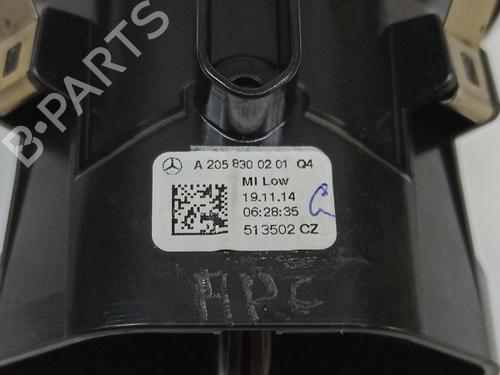 B-PARTS
A 205 830 02 01 Q4
MI Low
19.11.14
06:28:35
513502 CZ